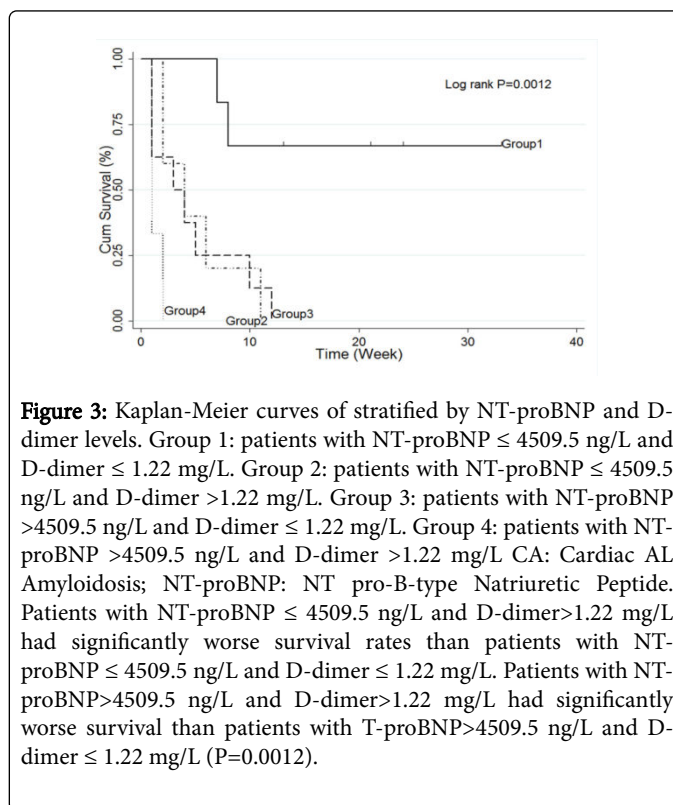 1.00
Log rank P=0.0012
0.75
Group1
Cum Survival (%)
0.50
0.25
Group4
Group2
Group3
0.00
0
10
20
30
40
Time (Week)
Figure 3: Kaplan-Meier curves of stratified by NT-proBNP and D-
dimer levels. Group 1: patients with NT-proBNP ≤ 4509.5 ng/L and
D-dimer ≤ 1.22 mg/L. Group 2: patients with NT-proBNP ≤ 4509.5
ng/L and D-dimer >1.22 mg/L. Group 3: patients with NT-proBNP
>4509.5 ng/L and D-dimer ≤ 1.22 mg/L. Group 4: patients with NT-
proBNP >4509.5 ng/L and D-dimer >1.22 mg/L CA: Cardiac AL
Amyloidosis; NT-proBNP: NT pro-B-type Natriuretic Peptide.
Patients with NT-proBNP ≤ 4509.5 ng/L and D-dimer>1.22 mg/L
had significantly worse survival rates than patients with NT-
proBNP ≤ 4509.5 ng/L and D-dimer ≤ 1.22 mg/L. Patients with NT-
proBNP>4509.5 ng/L and D-dimer>1.22 mg/L had significantly
worse survival than patients with T-proBNP>4509.5 ng/L and D-
dimer ≤ 1.22 mg/L (P=0.0012).